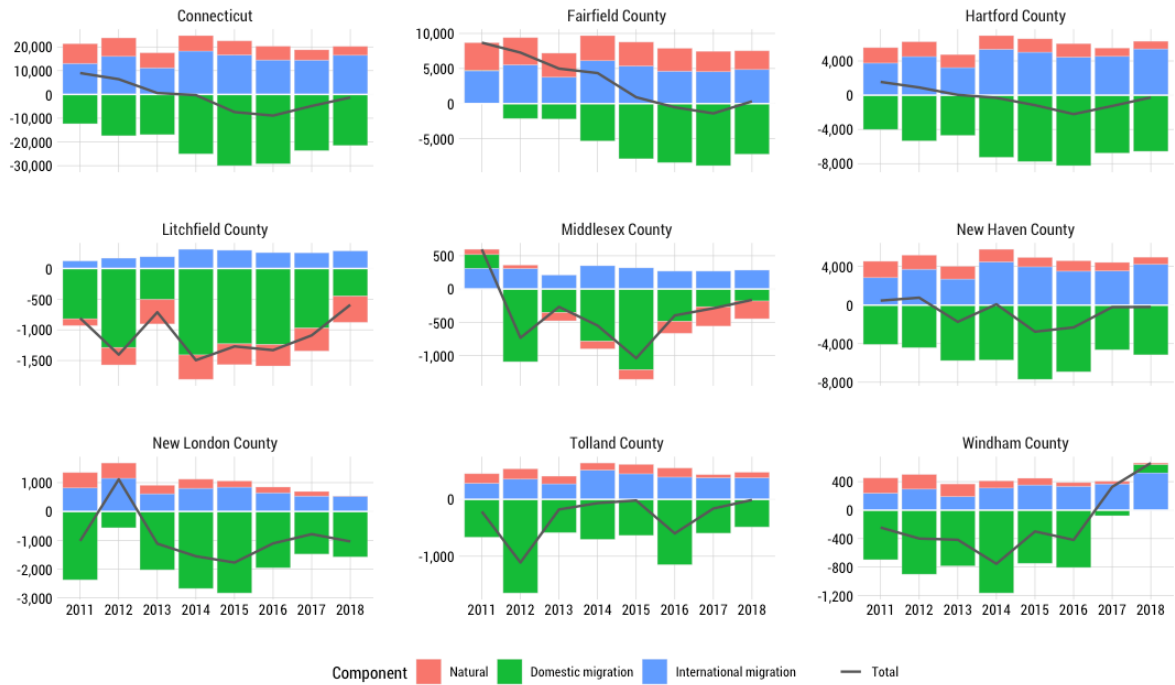 Connecticut
20,000
10,000
0
-10,000
-20,000
-30,000
Fairfield County
10,000
5,000
0
-5,000
Hartford County
4,000
0
-4,000
-8,000
Litchfield County
0
-500
-1,000
-1,500
Middlesex County
500
0
-500
-1,000
New Haven County
4,000
0
-4,000
-8,000
New London County
1,000
0
-1,000
-2,000
-3,000
2011 2012 2013 2014 2015 2016 2017 2018
Tolland County
0
-1,000
2011 2012 2013 2014 2015 2016 2017 2018
Windham County
400
0
-400
-800
-1,200
2011 2012 2013 2014 2015 2016 2017 2018
Component Natural Domestic migration International migration Total